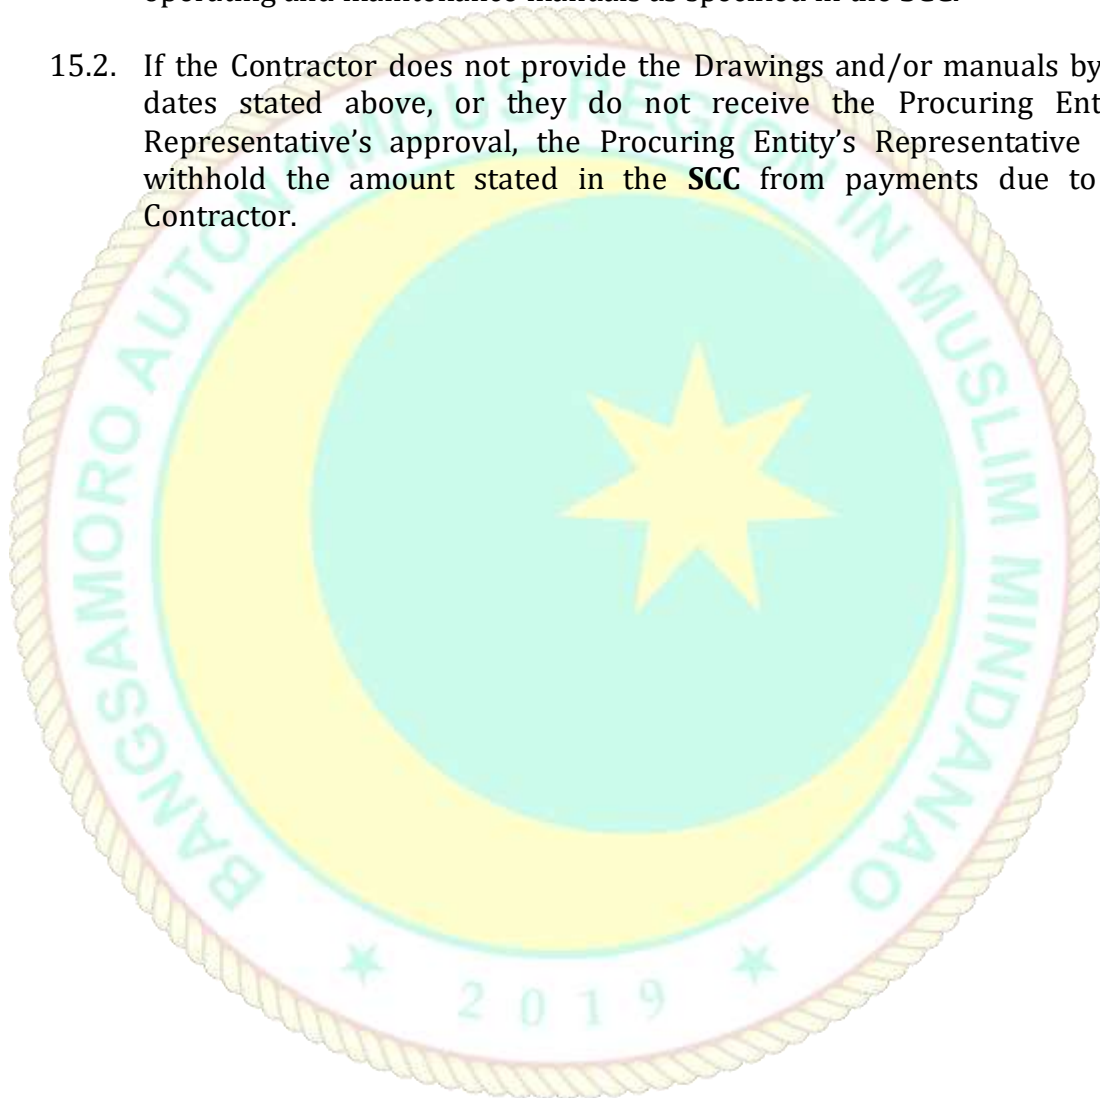 operating and maintenance manuals as specified in the SCC.
15.2. If the Contractor does not provide the Drawings and/or manuals by
dates stated above, or they do not receive the Procuring Ent
Representative’s approval, the Procuring Entity’s Representative
withhold the amount stated in the SCC from payments due to
Contractor.
BANGSAMORO AUTONOMOUS REGION IN MUSLIM MINDANAO
2019